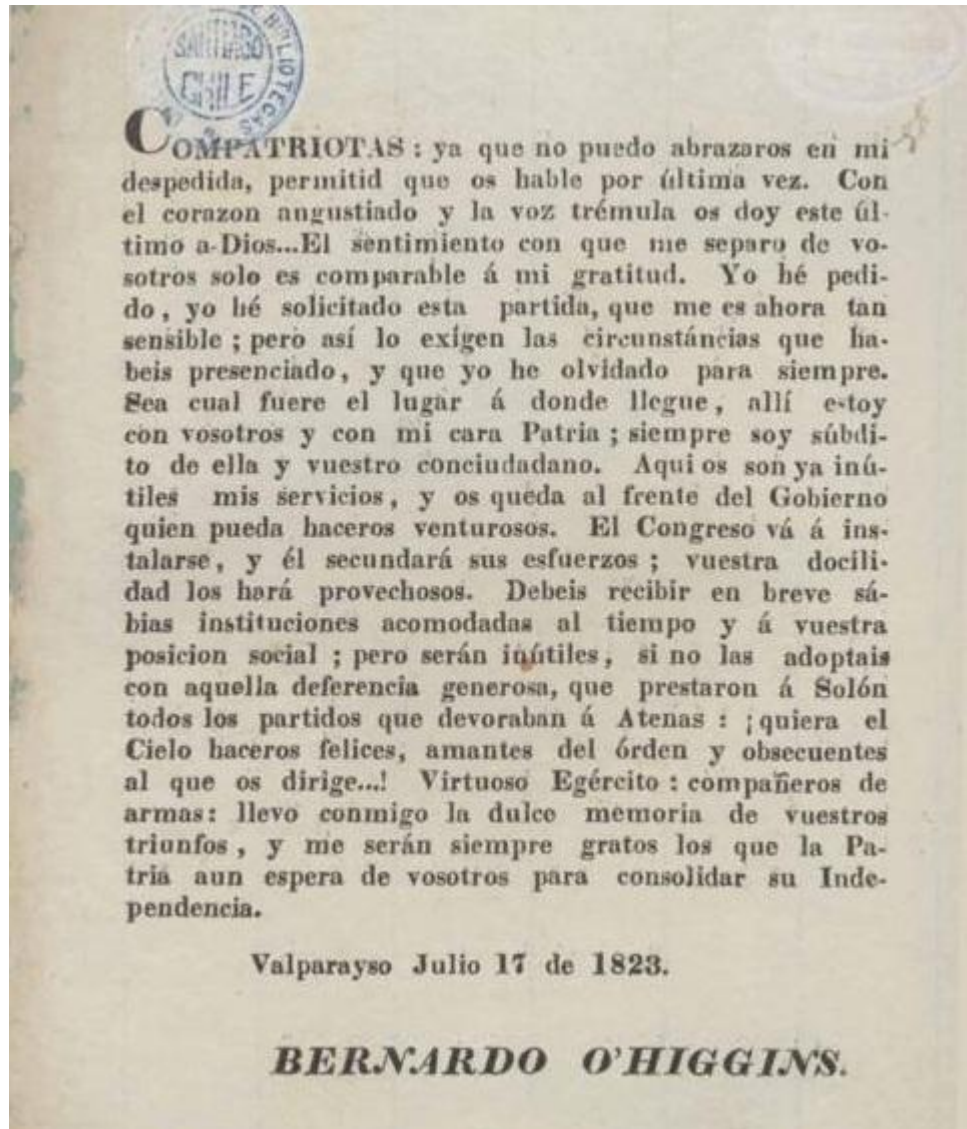 SANTIAGO
CHILE
BIBLIOTECAS
COMPATRIOTAS : ya que no puedo abrazaros en mi
despedida, permitid que os hable por última vez. Con
el corazon angustiado y la voz trémula os doy este úl-
timo a-Dios...El sentimiento con que me separo de vo-
sotros solo es comparable á mi gratitud. Yo hé pedi-
do, yo hé solicitado esta partida, que me es ahora tan
sensible ; pero así lo exígen las circunstáncias que ha-
beis presenciado, y que yo he olvidado para siempre.
Sea cual fuere el lugar á donde llegue, allí estoy
con vosotros y con mi cara Patria ; siempre soy súbdi-
to de ella y vuestro conciudadano. Aqui os son ya inú-
tiles mis servicios, y os queda al frente del Gobierno
quien pueda haceros venturosos. El Congreso vá á ins-
talarse, y él secundará sus esfuerzos ; vuestra docili-
dad los hará provechosos. Debeis recibir en breve sá-
bias instituciones acomodadas al tiempo y á vuestra
posicion social ; pero serán inútiles, si no las adoptais
con aquella deferencia generosa, que prestaron á Solón
todos los partidos que devoraban á Atenas : ¡quiera el
Cielo haceros felices, amantes del órden y obsecuentes
al que os dirige...! Virtuoso Egército : compañeros de
armas: llevo conmigo la dulce memoria de vuestros
triunfos, y me serán siempre gratos los que la Pa-
tria aun espera de vosotros para consolidar su Inde-
pendencia.
Valparayso Julio 17 de 1823.
BERNARDO O'HIGGINS.